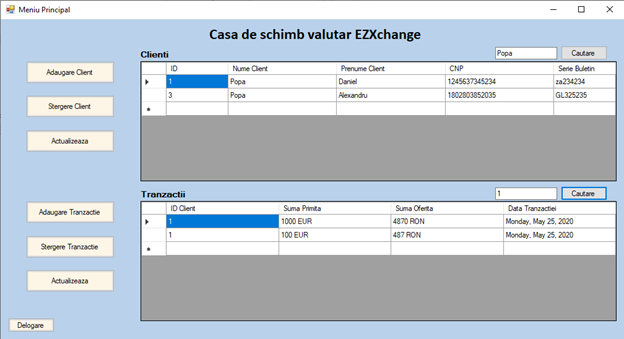 Meniu Principal
Casa de schimb valutar EZXchange
Clienti
Popa
Cautare
Adaugare Client
Stergere Client
Actualizeaza
ID Nume Client Prenume Client CNP Serie Buletin
1 Popa Daniel 1245637345234 za234234
3 Popa Alexandru 1802803852035 GL325235
Tranzactii
1
Cautare
Adaugare Tranzactie
Stergere Tranzactie
Actualizeaza
ID Client Suma Primita Suma Oferita Data Tranzactiei
1 1000 EUR 4870 RON Monday, May 25, 2020
1 100 EUR 487 RON Monday, May 25, 2020
Delogare